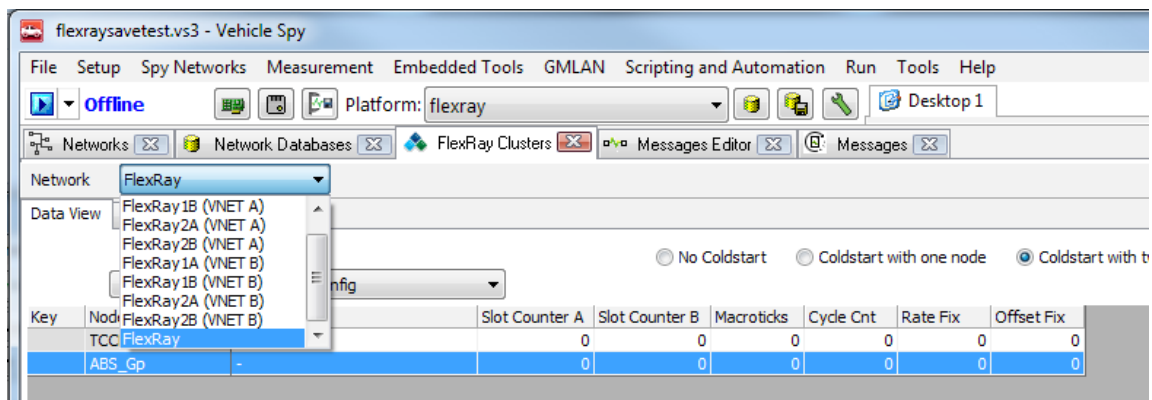 flexraysavetest.vs3 - Vehicle Spy
File Setup Spy Networks Measurement Embedded Tools GMLAN Scripting and Automation Run Tools Help
Offline Platform: flexray Desktop 1
Networks Network Databases FlexRay Clusters Messages Editor Messages
Network FlexRay
FlexRay1B (VNET A)
Data View FlexRay2A (VNET A)
FlexRay2B (VNET A)
FlexRay1A (VNET B) No Coldstart Coldstart with one node Coldstart with
FlexRay1B (VNET B)
FlexRay2A (VNET B)
FlexRay2B (VNET B)
Key Slot Counter A Slot Counter B Macroticks Cycle Cnt Rate Fix Offset Fix
TCC FlexRay 0 0 0 0 0 0
ABS_Gp - 0 0 0 0 0 0